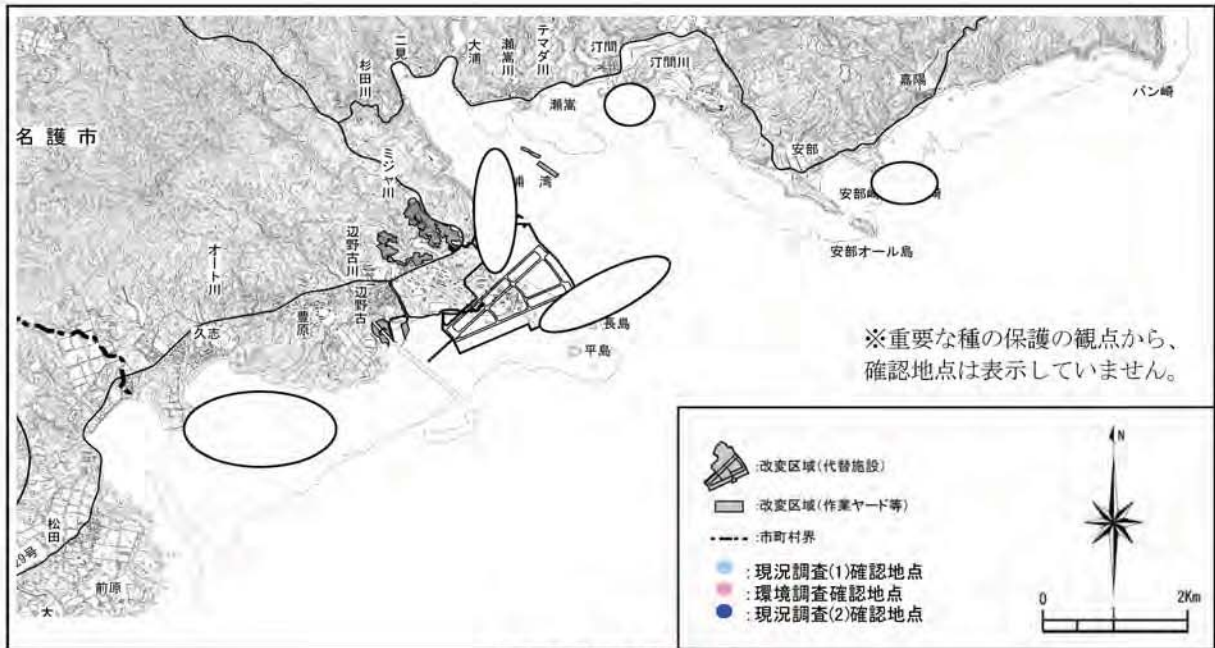 二見
大浦
瀬嵩川
テマダ川
汀間
汀間川
杉田川
瀬嵩
嘉陽
バン崎
名護市
安部
ミジャ川
湾
安部
崎
安部オール島
辺野古川
オート川
辺野古
豊原
久志
長島
平島
※重要な種の保護の観点から、
確認地点は表示していません。
松田
前原
:改変区域(代替施設)
:改変区域(作業ヤード等)
:市町村界
:現況調査(1)確認地点
:環境調査確認地点
:現況調査(2)確認地点
N
0 2Km